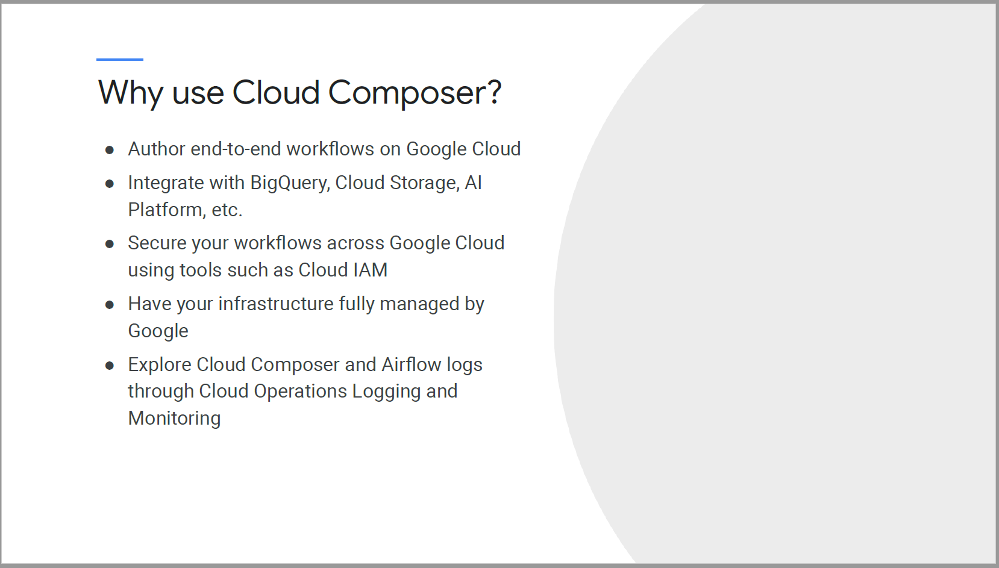 Why use Cloud Composer?
● Author end-to-end workflows on Google Cloud
● Integrate with BigQuery, Cloud Storage, AI
Platform, etc.
● Secure your workflows across Google Cloud
using tools such as Cloud IAM
● Have your infrastructure fully managed by
Google
● Explore Cloud Composer and Airflow logs
through Cloud Operations Logging and
Monitoring